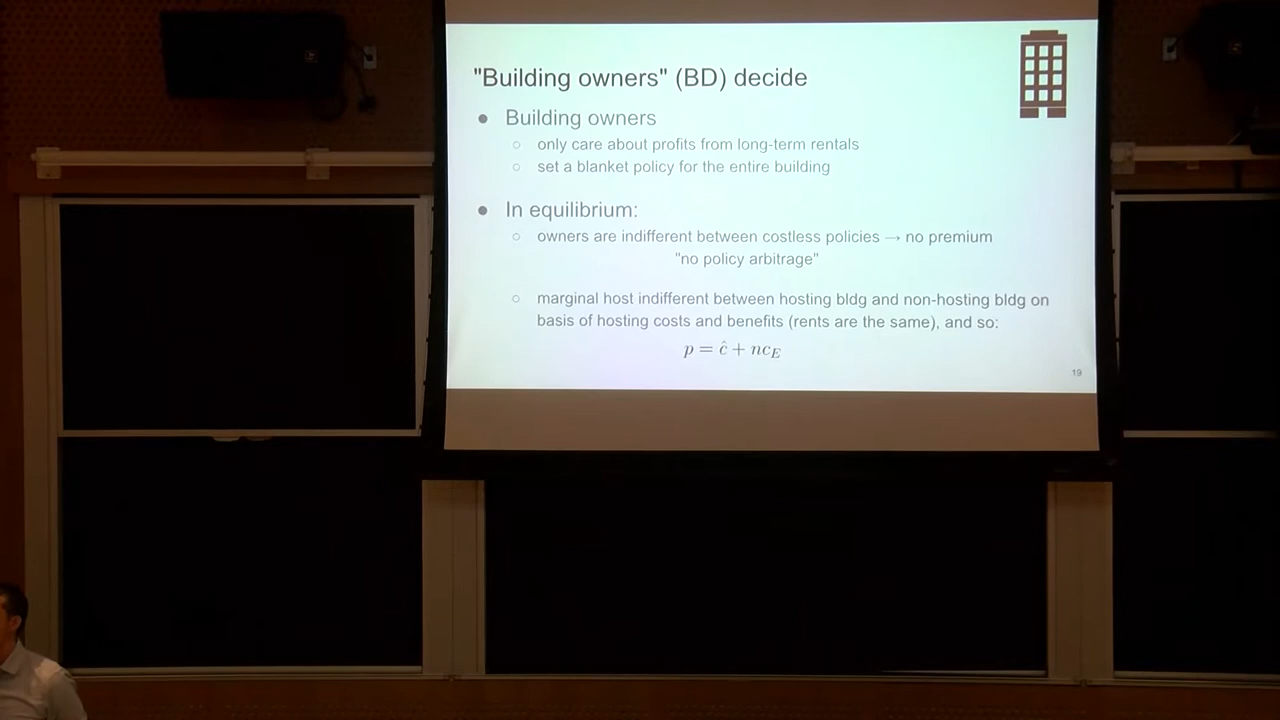 "Building owners" (BD) decide
● Building owners
○ only care about profits from long-term rentals
○ set a blanket policy for the entire building
● In equilibrium:
○ owners are indifferent between costless policies → no premium
"no policy arbitrage"
○ marginal host indifferent between hosting bldg and non-hosting bldg on
basis of hosting costs and benefits (rents are the same), and so:
p = ĉ + nc_E
19